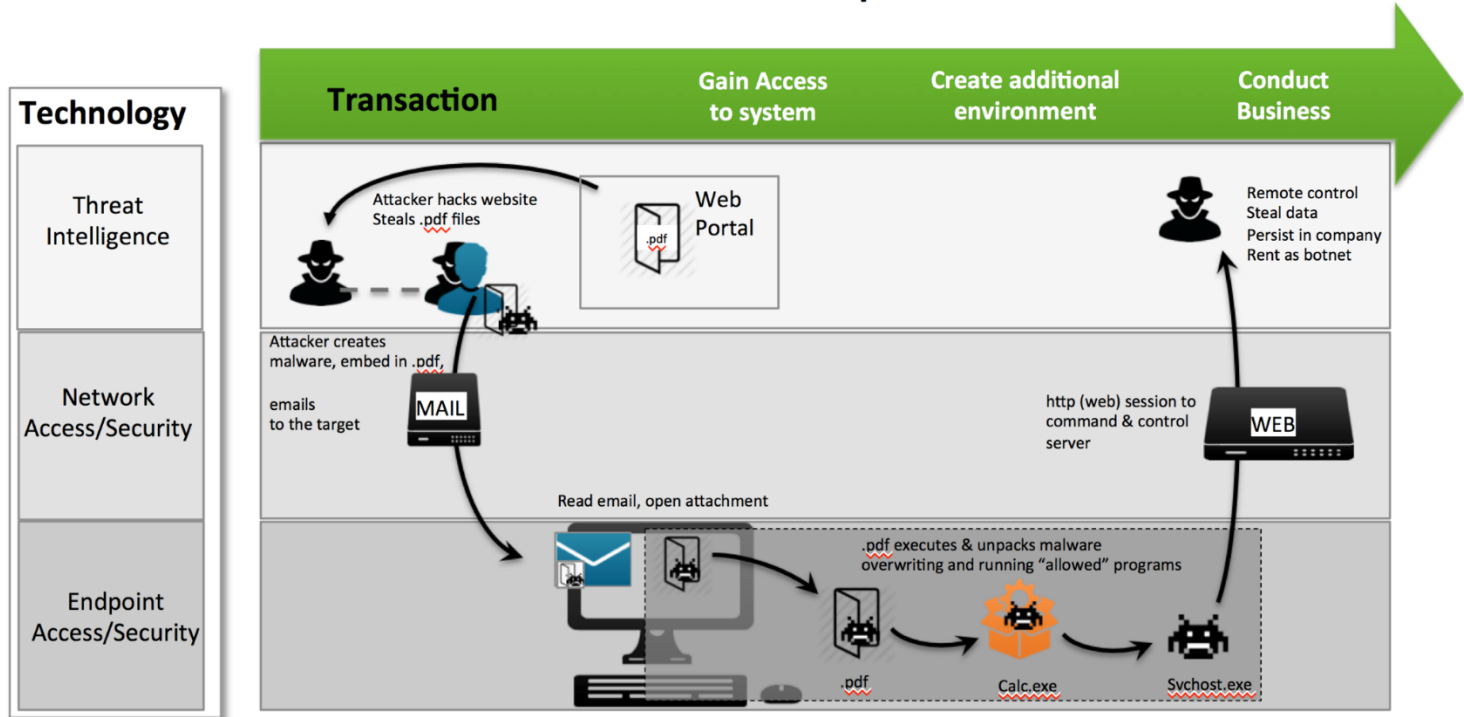 Transaction
Gain Access
to system
Create additional
environment
Conduct
Business
Technology
Threat
Intelligence
Network
Access/Security
Endpoint
Access/Security
Attacker hacks website
Steals .pdf files
.pdf
Web
Portal
Remote control
Steal data
Persist in company
Rent as botnet
Attacker creates
malware, embed in .pdf,
emails
to the target
MAIL
http (web) session to
command & control
server
WEB
Read email, open attachment
.pdf executes & unpacks malware
overwriting and running “allowed” programs
.pdf
Calc.exe
Svchost.exe